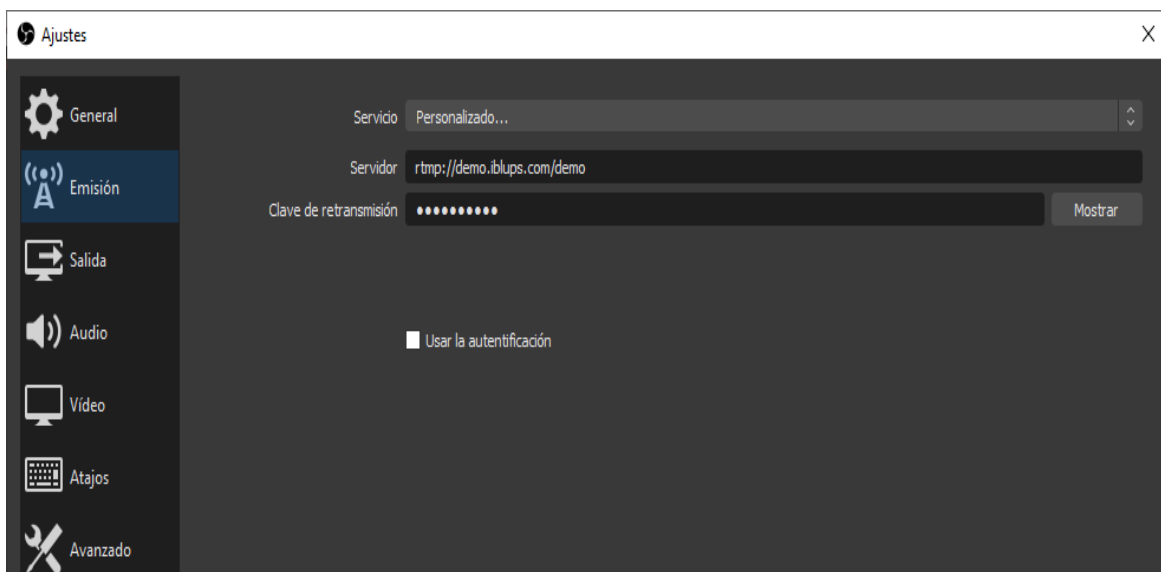 Ajustes
General
Servicio Personalizado...
Emisión
Servidor rtmp://demo.iblups.com/demo
Clave de retransmisión •••••••••• Mostrar
Salida
Audio
Usar la autentificación
Vídeo
Atajos
Avanzado